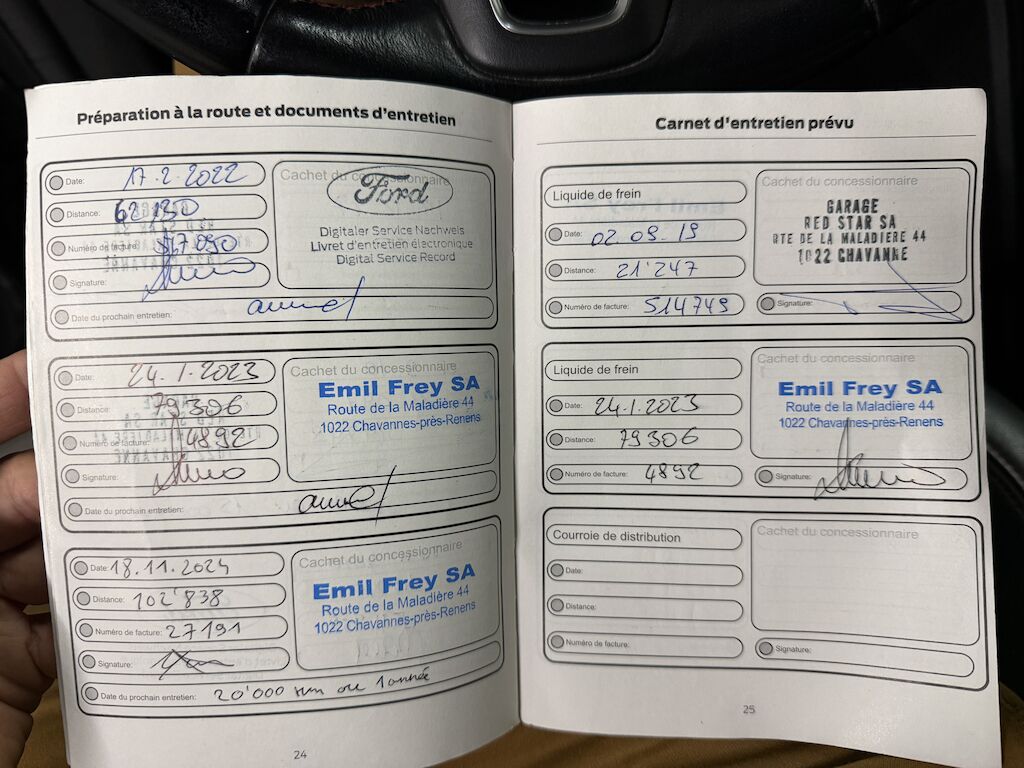 Préparation à la route et documents d'entretien
Date: 17.2.2022
Distance: 62130
Numéro de facture: 17090
Signature:
Date du prochain entretien: annuel
Cachet du concessionnaire
Ford
Digitaler Service Nachweis
Livret d'entretien électronique
Digital Service Record
Date: 24.1.2023
Distance: 79306
Numéro de facture: 4892
Signature:
Date du prochain entretien: annuel
Cachet du concessionnaire
Emil Frey SA
Route de la Maladière 44
1022 Chavannes-près-Renens
Date: 18.11.2024
Distance: 102'838
Numéro de facture: 27191
Signature:
Date du prochain entretien: 20'000 km ou 1 année
Cachet du concessionnaire
Emil Frey SA
Route de la Maladière 44
1022 Chavannes-près-Renens
24
Carnet d'entretien prévu
Liquide de frein
Date: 02.09.19
Distance: 21'247
Numéro de facture: 514749
Cachet du concessionnaire
GARAGE
RED STAR SA
RTE DE LA MALADIERE 44
1022 CHAVANNE
Signature:
Liquide de frein
Date: 24.1.2023
Distance: 79306
Numéro de facture: 4892
Cachet du concessionnaire
Emil Frey SA
Route de la Maladière 44
1022 Chavannes-près-Renens
Signature:
Courroie de distribution
Date:
Distance:
Numéro de facture:
Cachet du concessionnaire
Signature:
25